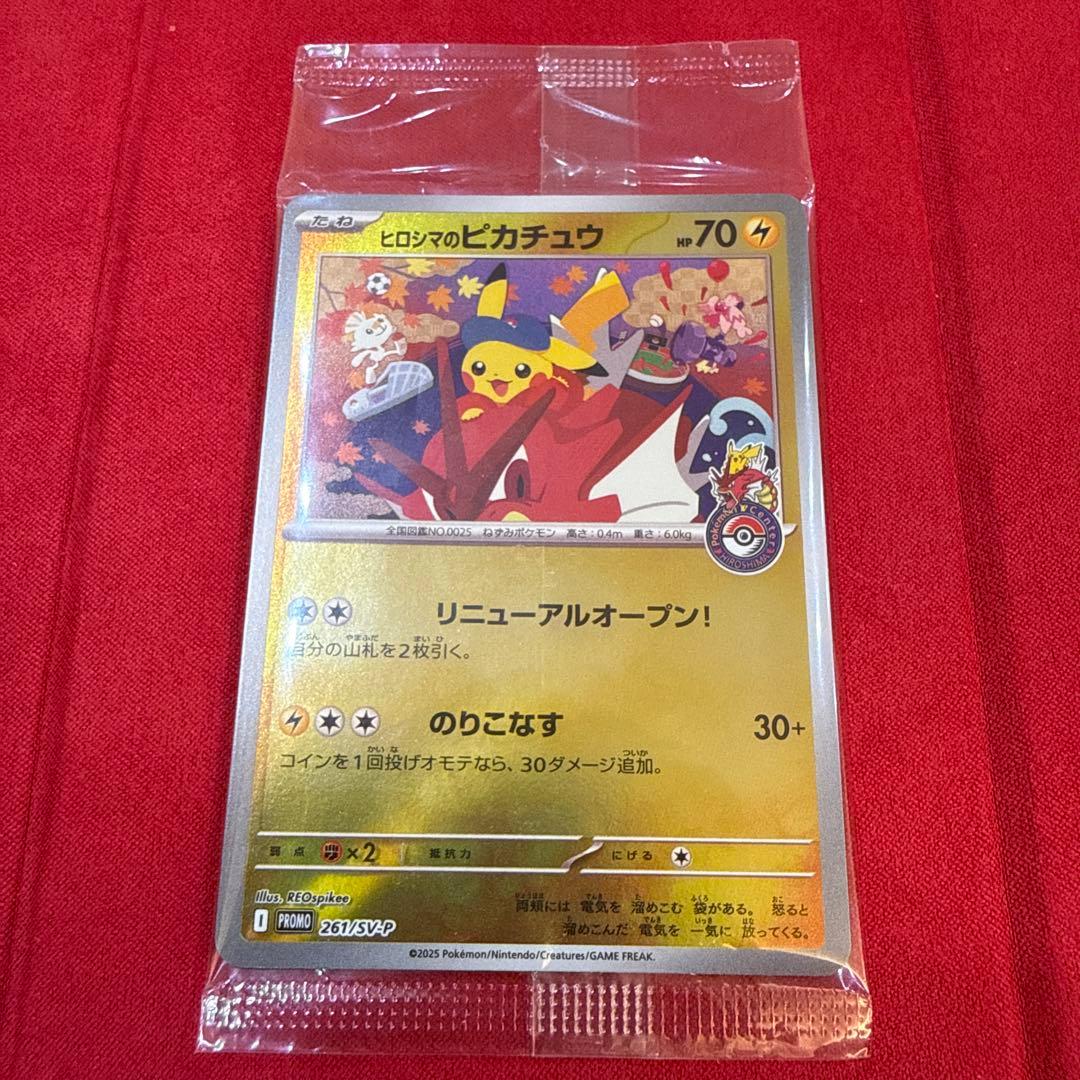 たね
ヒロシマのピカチュウ HP 70
全国図鑑NO.0025 ねずみポケモン 高さ:0.4m 重さ:6.0kg
Pokémon Center
HIROSHIMA
リニューアルオープン!
自分の山札を2枚引く。
のりこなす 30+
コインを1回投げオモテなら、30ダメージ追加。
弱点 ×2 抵抗力 にげる
Illus. REOspikee
I PROMO 261/SV-P
両頬には 電気を 溜めこむ 袋がある。 怒ると
溜めこんだ 電気を 一気に 放ってくる。
©2025 Pokémon/Nintendo/Creatures/GAME FREAK.